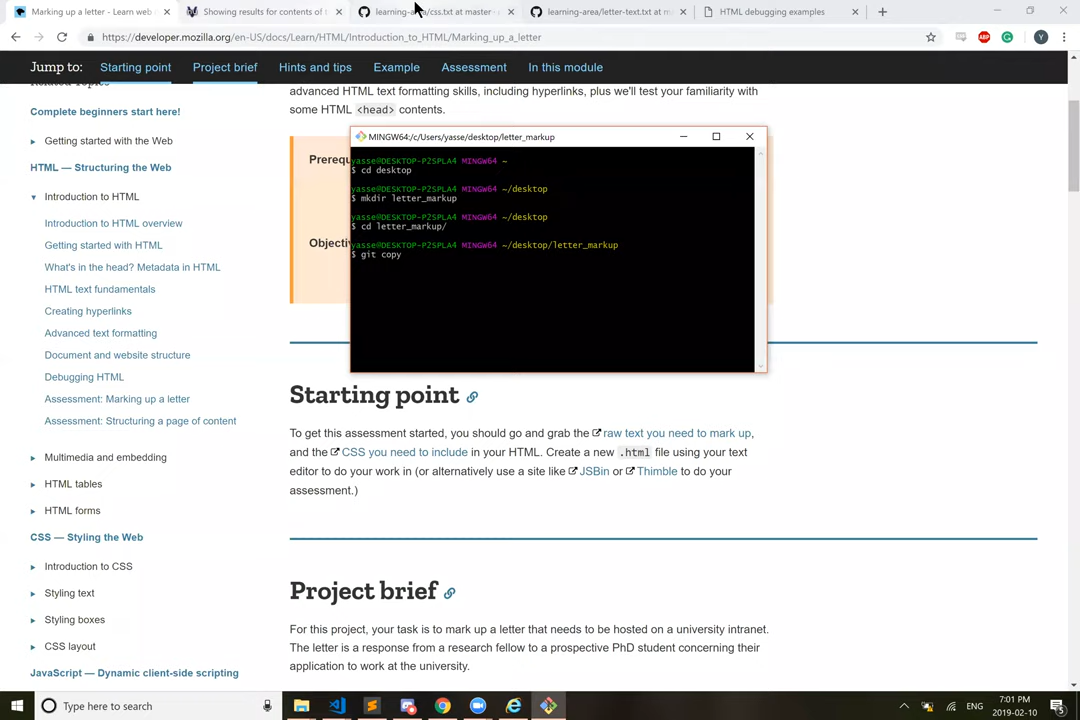 Marking up a letter - Learn web
Showing results for contents of t
learning-area/css.txt at master
learning-area/letter-text.txt at m
HTML debugging examples
https://developer.mozilla.org/en-US/docs/Learn/HTML/Introduction_to_HTML/Marking_up_a_letter
ABP
Y
Jump to:
Starting point
Project brief
Hints and tips
Example
Assessment
In this module
Related Topics
Complete beginners start here!
Getting started with the Web
HTML — Structuring the Web
Introduction to HTML
Introduction to HTML overview
Getting started with HTML
What's in the head? Metadata in HTML
HTML text fundamentals
Creating hyperlinks
Advanced text formatting
Document and website structure
Debugging HTML
Assessment: Marking up a letter
Assessment: Structuring a page of content
Multimedia and embedding
HTML tables
HTML forms
CSS — Styling the Web
Introduction to CSS
Styling text
Styling boxes
CSS layout
JavaScript — Dynamic client-side scripting
advanced HTML text formatting skills, including hyperlinks, plus we'll test your familiarity with
some HTML <head> contents.
Prerequ
Objectiv
MINGW64:/c/Users/yasse/desktop/letter_markup
yasse@DESKTOP-P2SPLA4 MINGW64 ~
$ cd desktop
yasse@DESKTOP-P2SPLA4 MINGW64 ~/desktop
$ mkdir letter_markup
yasse@DESKTOP-P2SPLA4 MINGW64 ~/desktop
$ cd letter_markup/
yasse@DESKTOP-P2SPLA4 MINGW64 ~/desktop/letter_markup
$ git copy
Starting point
To get this assessment started, you should go and grab the raw text you need to mark up,
and the CSS you need to include in your HTML. Create a new .html file using your text
editor to do your work in (or alternatively use a site like JSBin or Thimble to do your
assessment.)
Project brief
For this project, your task is to mark up a letter that needs to be hosted on a university intranet.
The letter is a response from a research fellow to a prospective PhD student concerning their
application to work at the university.
Type here to search
ENG
7:01 PM
2019-02-10
5